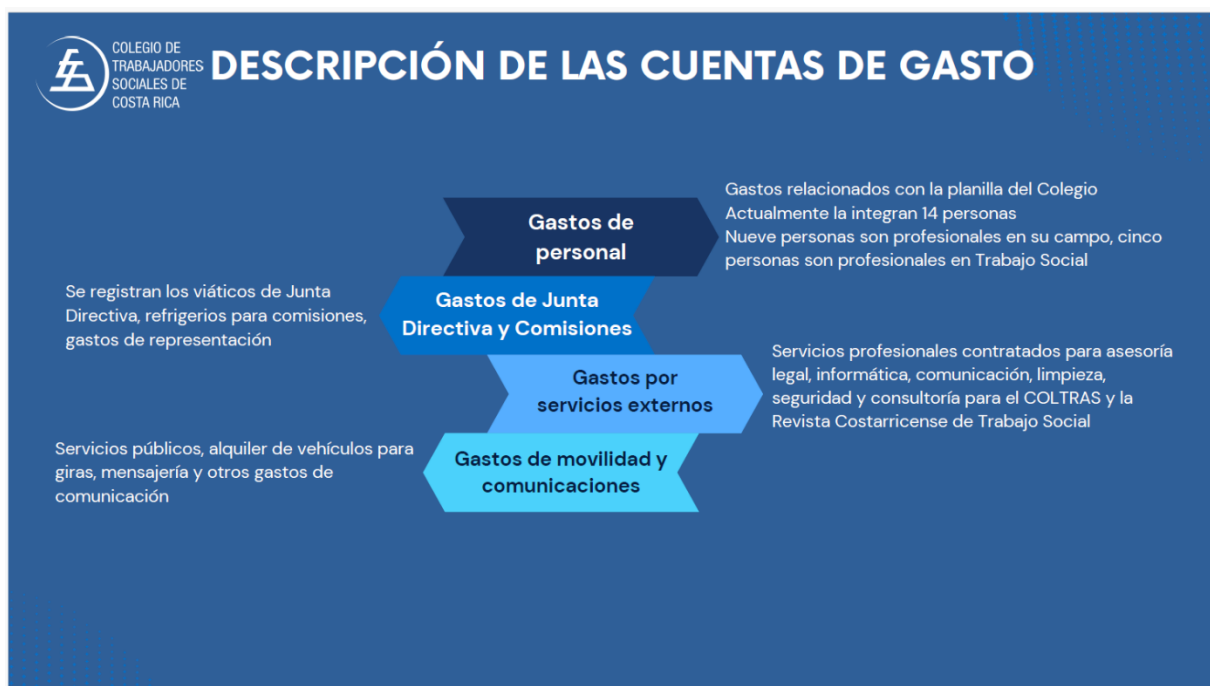 COLEGIO DE
TRABAJADORES
SOCIALES DE
COSTA RICA
DESCRIPCIÓN DE LAS CUENTAS DE GASTO
Gastos de
personal
Gastos relacionados con la planilla del Colegio
Actualmente la integran 14 personas
Nueve personas son profesionales en su campo, cinco
personas son profesionales en Trabajo Social
Gastos de Junta
Directiva y Comisiones
Se registran los viáticos de Junta
Directiva, refrigerios para comisiones,
gastos de representación
Gastos por
servicios externos
Servicios profesionales contratados para asesoría
legal, informática, comunicación, limpieza,
seguridad y consultoría para el COLTRAS y la
Revista Costarricense de Trabajo Social
Gastos de movilidad y
comunicaciones
Servicios públicos, alquiler de vehículos para
giras, mensajería y otros gastos de
comunicación